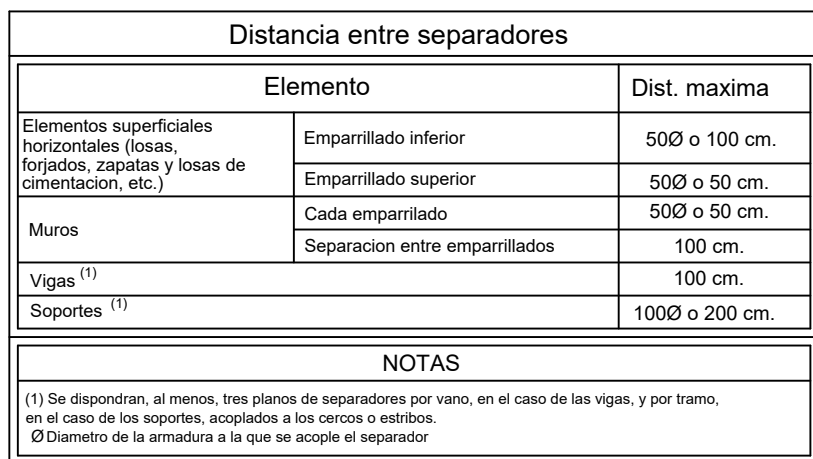 Distancia entre separadores
Elemento
Dist. maxima
Elementos superficiales
horizontales (losas,
forjados, zapatas y losas de
cimentacion, etc.)
Emparrillado inferior
50Ø o 100 cm.
Emparrillado superior
50Ø o 50 cm.
Muros
Cada emparrilado
50Ø o 50 cm.
Separacion entre emparrillados
100 cm.
Vigas (1)
100 cm.
Soportes (1)
100Ø o 200 cm.
NOTAS
(1) Se dispondran, al menos, tres planos de separadores por vano, en el caso de las vigas, y por tramo,
en el caso de los soportes, acoplados a los cercos o estribos.
Ø Diametro de la armadura a la que se acople el separador